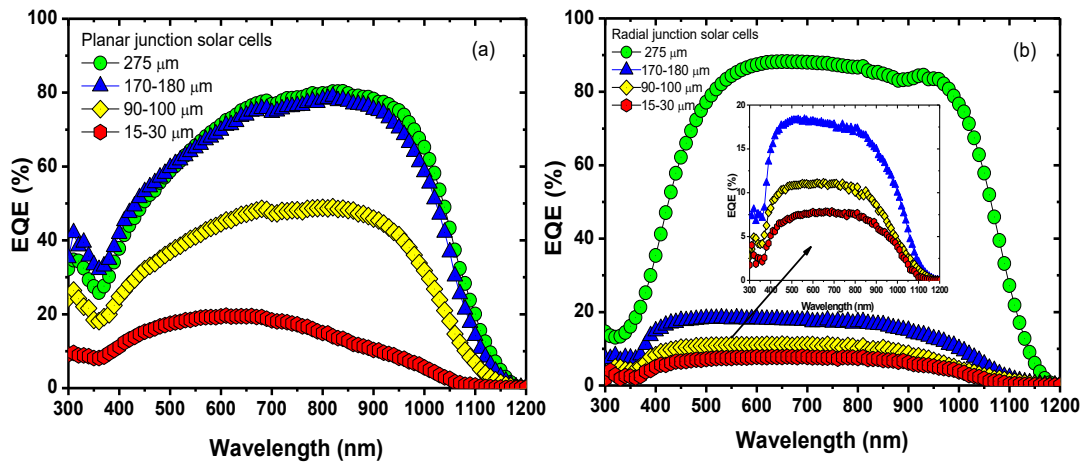 100
80
60
40
20
0
EQE (%)
Planar junction solar cells
275 μm
170-180 μm
90-100 μm
15-30 μm
(a)
300 400 500 600 700 800 900 1000 1100 1200
Wavelength (nm)
100
80
60
40
20
0
EQE (%)
Radial junction solar cells
275 μm
170-180 μm
90-100 μm
15-30 μm
(b)
20
15
10
5
0
EQE (%)
300 400 500 600 700 800 900 1000 1100 1200
Wavelength (nm)
300 400 500 600 700 800 900 1000 1100 1200
Wavelength (nm)